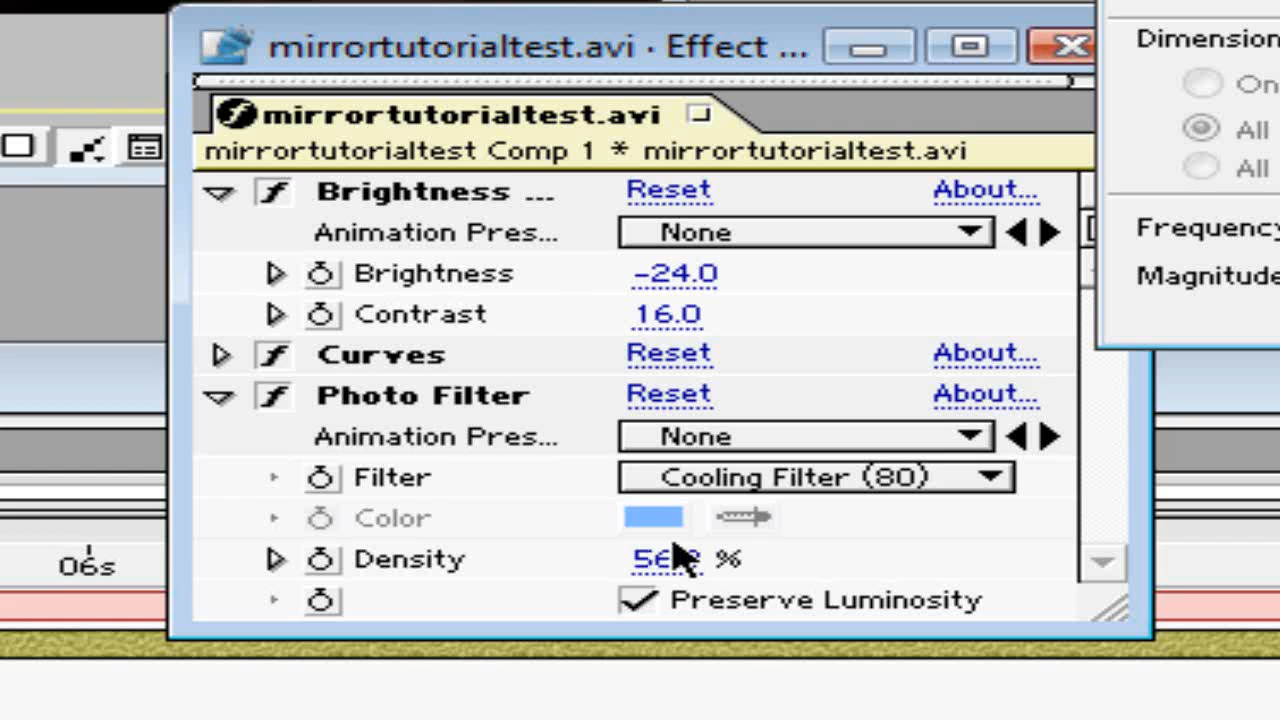 mirrortutorialtest.avi · Effect ...
mirrortutorialtest.avi
mirrortutorialtest Comp 1 * mirrortutorialtest.avi
Brightness ... Reset About...
Animation Pres... None
Brightness -24.0
Contrast 16.0
Curves Reset About...
Photo Filter Reset About...
Animation Pres... None
Filter Cooling Filter (80)
Color
Density %
Preserve Luminosity
06s
Dimension
On
All
All
Frequency
Magnitude